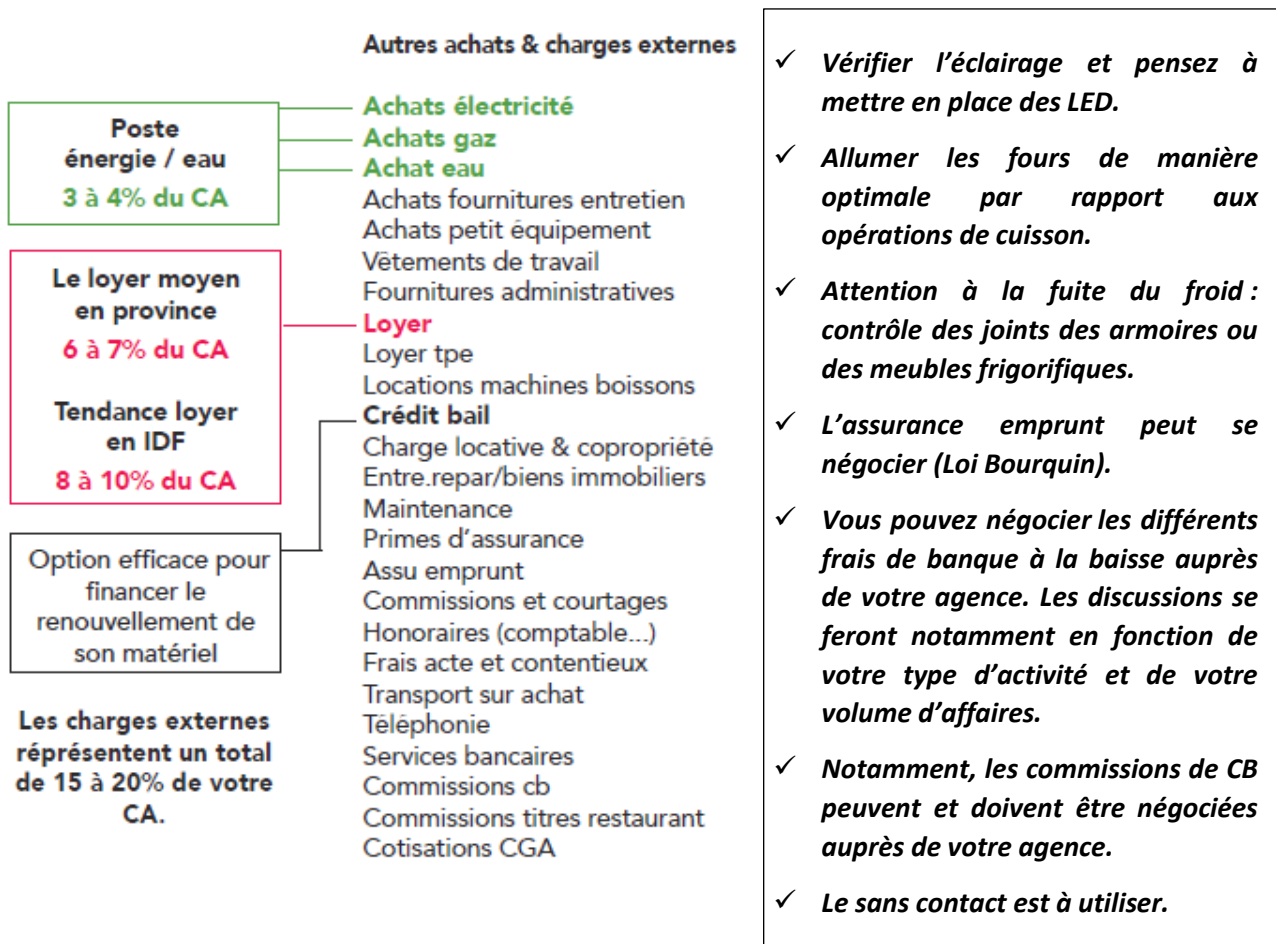 Autres achats & charges externes
Poste
énergie / eau
3 à 4% du CA
Le loyer moyen
en province
6 à 7% du CA
Tendance loyer
en IDF
8 à 10% du CA
Option efficace pour
financer le
renouvellement de
son matériel
Les charges externes
réprésentent un total
de 15 à 20% de votre
CA.
Achats électricité
Achats gaz
Achat eau
Achats fournitures entretien
Achats petit équipement
Vêtements de travail
Fournitures administratives
Loyer
Loyer tpe
Locations machines boissons
Crédit bail
Charge locative & copropriété
Entre.repar/biens immobiliers
Maintenance
Primes d'assurance
Assu emprunt
Commissions et courtages
Honoraires (comptable...)
Frais acte et contentieux
Transport sur achat
Téléphonie
Services bancaires
Commissions cb
Commissions titres restaurant
Cotisations CGA
✓ Vérifier l'éclairage et pensez à
mettre en place des LED.
✓ Allumer les fours de manière
optimale par rapport aux
opérations de cuisson.
✓ Attention à la fuite du froid :
contrôle des joints des armoires ou
des meubles frigorifiques.
✓ L'assurance emprunt peut se
négocier (Loi Bourquin).
✓ Vous pouvez négocier les différents
frais de banque à la baisse auprès
de votre agence. Les discussions se
feront notamment en fonction de
votre type d'activité et de votre
volume d'affaires.
✓ Notamment, les commissions de CB
peuvent et doivent être négociées
auprès de votre agence.
✓ Le sans contact est à utiliser.